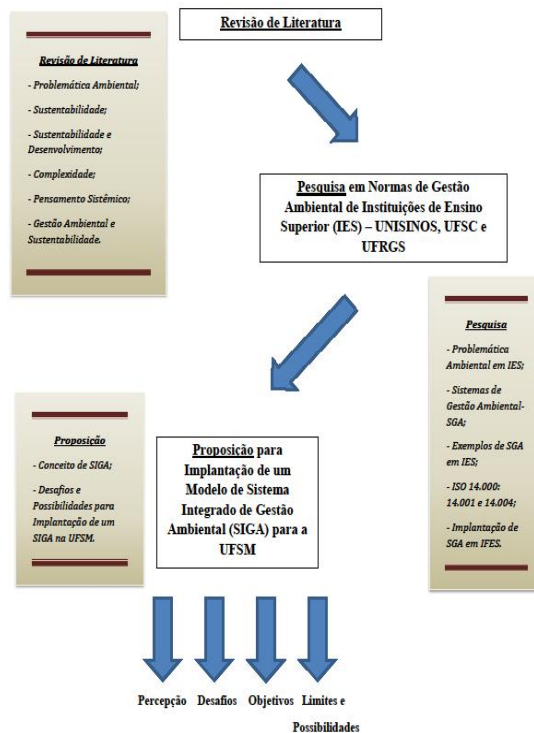 Revisão de Literatura
Revisão de Literatura
- Problemática Ambiental;
- Sustentabilidade;
- Sustentabilidade e
Desenvolvimento;
- Complexidade;
- Pensamento Sistêmico;
- Gestão Ambiental e
Sustentabilidade.
Pesquisa em Normas de Gestão
Ambiental de Instituições de Ensino
Superior (IES) – UNISINOS, UFSC e
UFRGS
Pesquisa
- Problemática
Ambiental em IES;
- Sistemas de
Gestão Ambiental-
SGA;
- Exemplos de SGA
em IES;
- ISO 14.000:
14.001 e 14.004;
- Implantação de
SGA em IFES.
Proposição
- Conceito de SIGA;
- Desafios e
Possibilidades para
Implantação de um
SIGA na UFSM.
Proposição para
Implantação de um
Modelo de Sistema
Integrado de Gestão
Ambiental (SIGA) para a
UFSM
Percepção Desafios Objetivos Limites e
Possibilidades